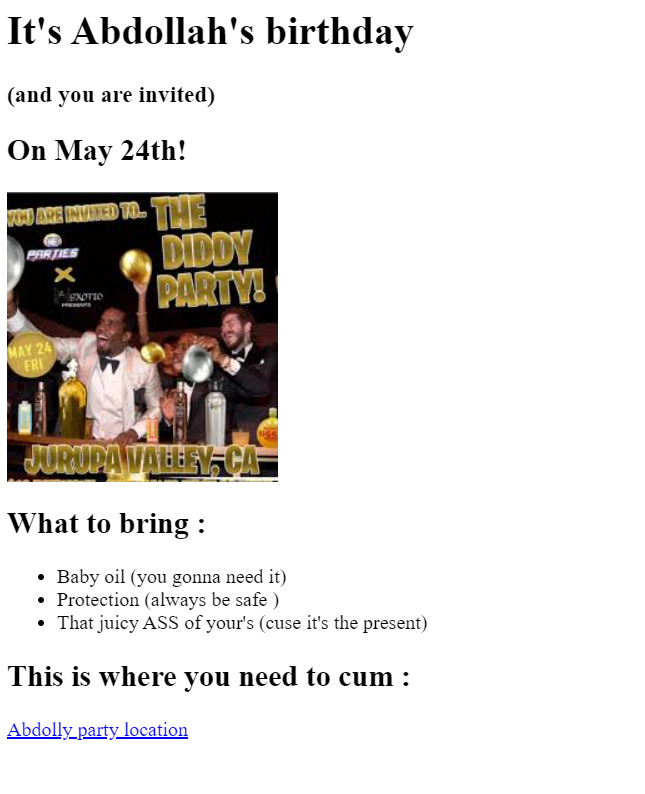 It's Abdollah's birthday
(and you are invited)
On May 24th!
YOU ARE INVITED TO.. THE
DIDDY
PARTY!
PARTIES
X
EXOTIC
PRESENTS
MAY 24
FRI
JURUPA VALLEY, CA
What to bring :
Baby oil (you gonna need it)
Protection (always be safe )
That juicy ASS of your's (cuse it's the present)
This is where you need to cum :
Abdolly party location